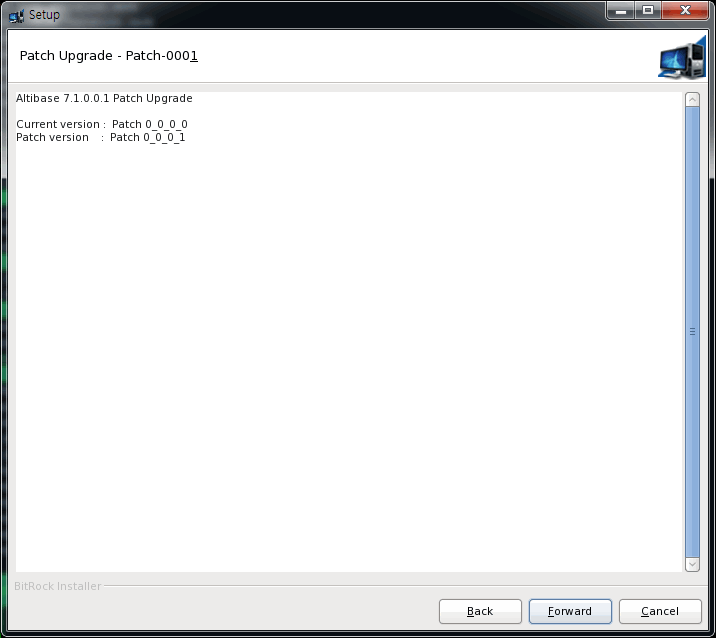 Setup
Patch Upgrade - Patch-0001
Altibase 7.1.0.0.1 Patch Upgrade
Current version : Patch 0_0_0_0
Patch version : Patch 0_0_0_1
BitRock Installer
Back
Forward
Cancel